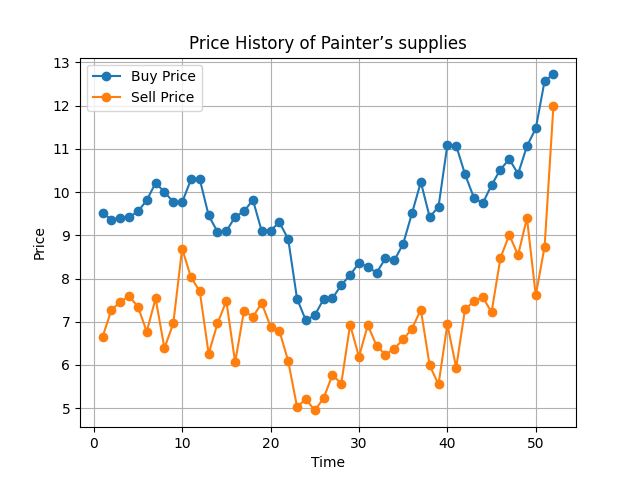 Price History of Painter’s supplies
Buy Price
Sell Price
13
12
11
10
9
8
7
6
5
Price
0 10 20 30 40 50
Time